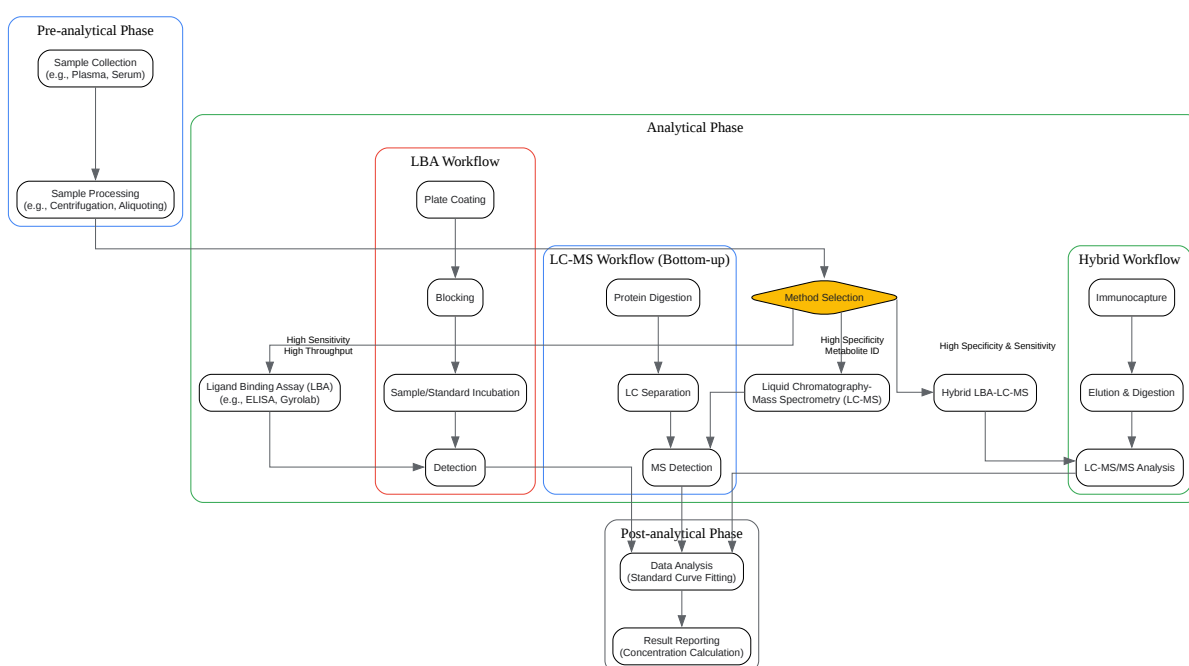 Pre-analytical Phase
Sample Collection
(e.g., Plasma, Serum)
Sample Processing
(e.g., Centrifugation, Aliquoting)
Analytical Phase
LBA Workflow
Plate Coating
Blocking
Sample/Standard Incubation
Detection
LC-MS Workflow (Bottom-up)
Protein Digestion
LC Separation
MS Detection
Method Selection
High Sensitivity
High Throughput
High Specificity
Metabolite ID
High Specificity & Sensitivity
Ligand Binding Assay (LBA)
(e.g., ELISA, Gyrolab)
Liquid Chromatography-
Mass Spectrometry (LC-MS)
Hybrid LBA-LC-MS
Hybrid Workflow
Immunocapture
Elution & Digestion
LC-MS/MS Analysis
Post-analytical Phase
Data Analysis
(Standard Curve Fitting)
Result Reporting
(Concentration Calculation)